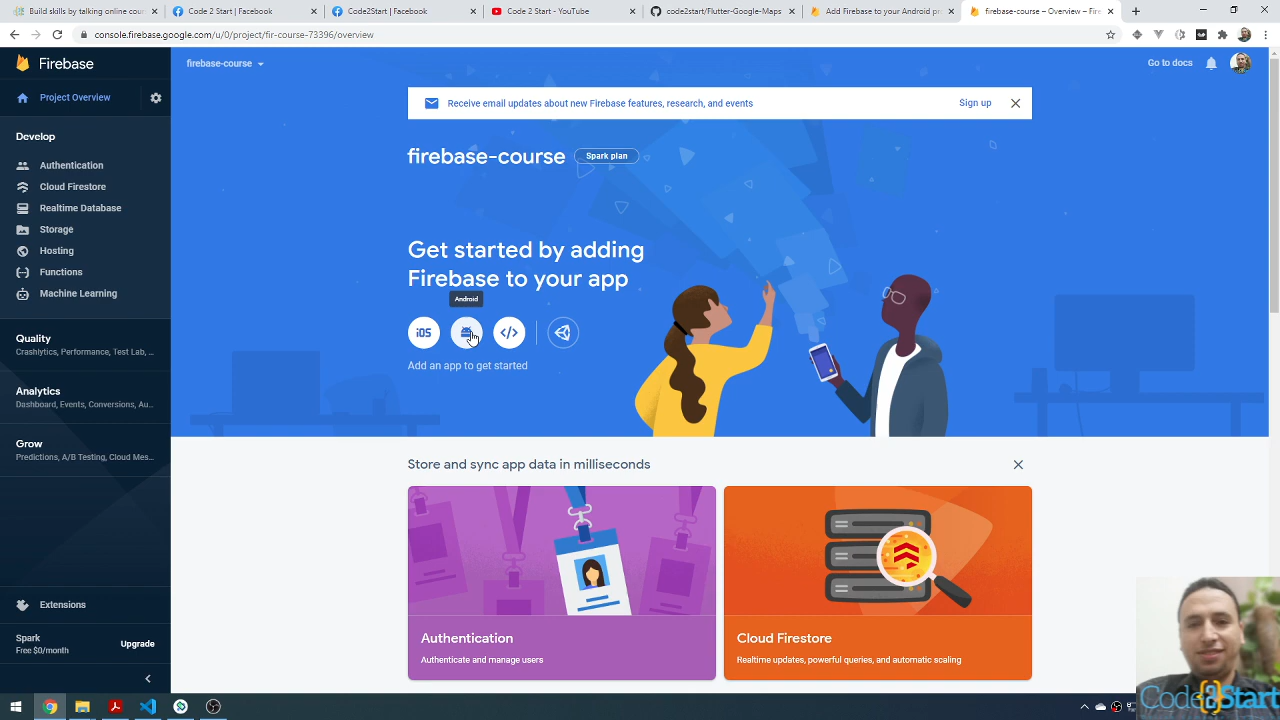 Build skills by talking online da
Code 2 Start | Facebook
Code2Start | Facebook
Code 2 Start - YouTube
code2start/Flutter-Google-Maps
Add Firebase to your Android pr
firebase-course – Overview – Fire
console.firebase.google.com/u/0/project/fir-course-73396/overview
Firebase
firebase-course
Go to docs
Project Overview
Receive email updates about new Firebase features, research, and events
Sign up
Develop
Authentication
Cloud Firestore
Realtime Database
Storage
Hosting
Functions
Machine Learning
firebase-course
Spark plan
Get started by adding
Firebase to your app
Android
iOS
Add an app to get started
Quality
Crashlytics, Performance, Test Lab, ...
Analytics
Dashboard, Events, Conversions, Au...
Grow
Predictions, A/B Testing, Cloud Mes...
Store and sync app data in milliseconds
Authentication
Authenticate and manage users
Cloud Firestore
Realtime updates, powerful queries, and automatic scaling
Extensions
Spark
Free $0/month
Upgrade
Code2Start